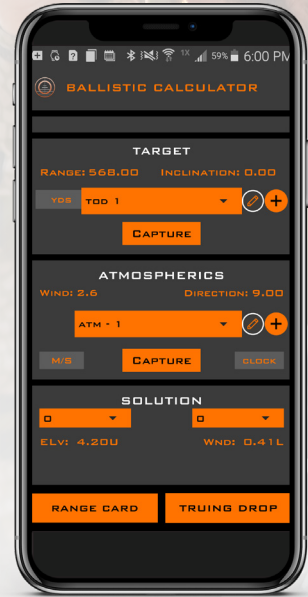 1X 59% 6:00 PM
BALLISTIC CALCULATOR
TARGET
RANGE: 568.00 INCLINATION: 0.00
YDS TOD 1
CAPTURE
ATMOSPHERICS
WIND: 2.6 DIRECTION: 9.00
ATM - 1
M/S CAPTURE CLOCK
SOLUTION
0 0
ELV: 4.20U WND: 0.41L
RANGE CARD TRUING DROP